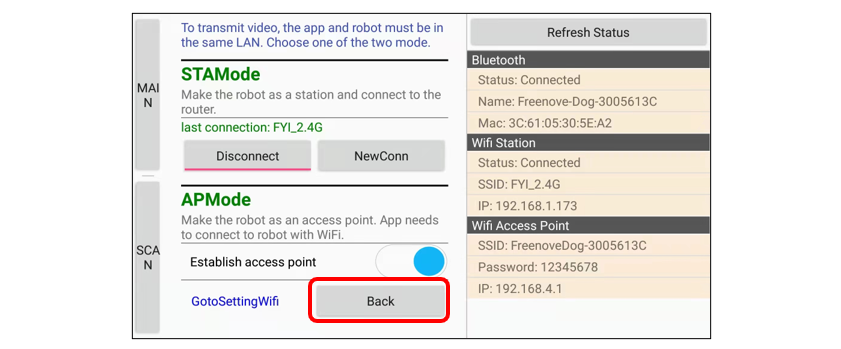 MAI
N
SCA
N
To transmit video, the app and robot must be in
the same LAN. Choose one of the two mode.
STAMode
Make the robot as a station and connect to the
router.
last connection: FYI_2.4G
Disconnect
NewConn
APMode
Make the robot as an access point. App needs
to connect to robot with WiFi.
Establish access point
GotoSettingWifi
Back
Refresh Status
Bluetooth
Status: Connected
Name: Freenove-Dog-3005613C
Mac: 3C:61:05:30:5E:A2
Wifi Station
Status: Connected
SSID: FYI_2.4G
IP: 192.168.1.173
Wifi Access Point
SSID: FreenoveDog-3005613C
Password: 12345678
IP: 192.168.4.1